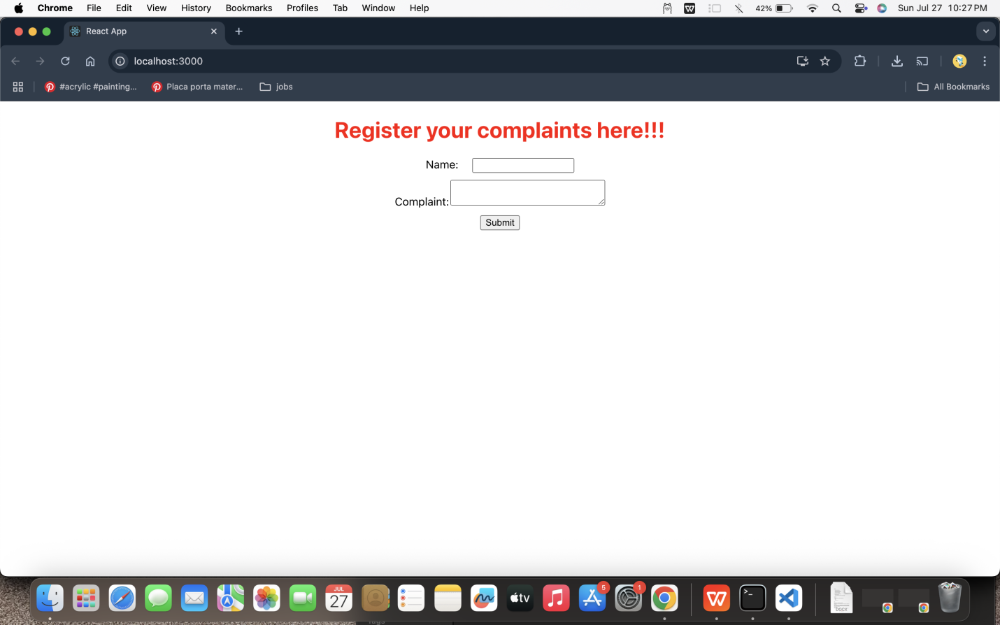 Chrome File Edit View History Bookmarks Profiles Tab Window Help 42% Sun Jul 27 10:27 PM
React App
localhost:3000
#acrylic #painting... Placa porta mater... jobs All Bookmarks
Register your complaints here!!!
Name:
Complaint:
Submit
5 1
JUL
27
tv
>_
DOCX
Tags